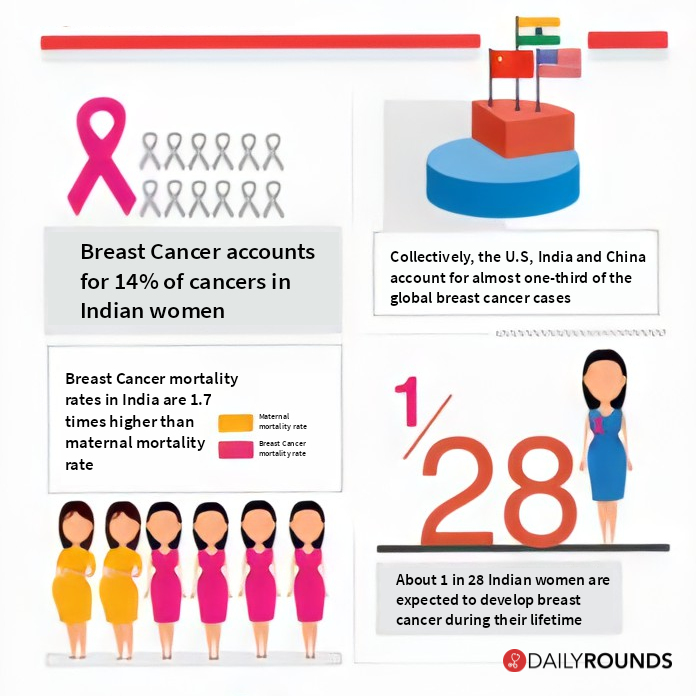 Breast Cancer accounts
for 14% of cancers in
Indian women
Collectively, the U.S, India and China
account for almost one-third of the
global breast cancer cases
Breast Cancer mortality
rates in India are 1.7
times higher than
maternal mortality
rate
Maternal
mortality rate
Breast Cancer
mortality rate
1/28
About 1 in 28 Indian women are
expected to develop breast
cancer during their lifetime
DAILYROUNDS